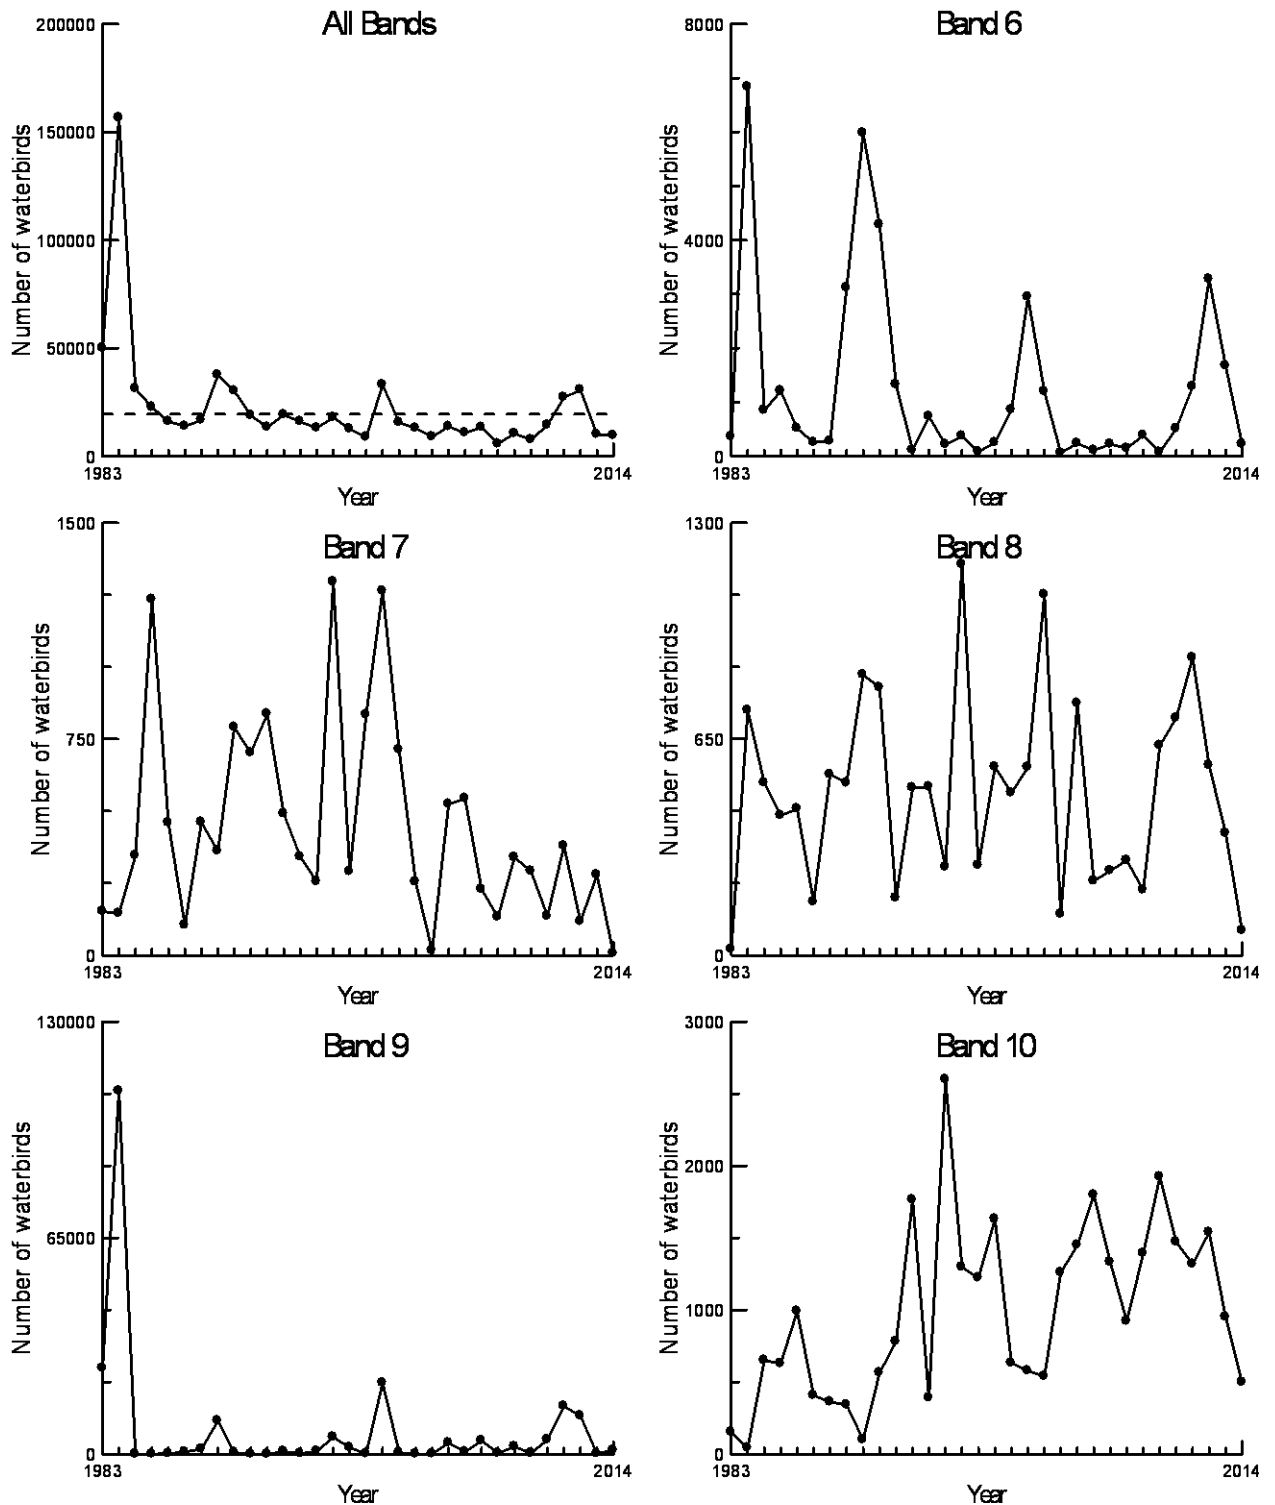 All Bands
200000
150000
100000
50000
0
Number of waterbirds
1983
2014
Year
Band 6
8000
4000
0
Number of waterbirds
1983
2014
Year
Band 7
1500
750
0
Number of waterbirds
1983
2014
Year
Band 8
1300
650
0
Number of waterbirds
1983
2014
Year
Band 9
130000
65000
0
Number of waterbirds
1983
2014
Year
Band 10
3000
2000
1000
0
Number of waterbirds
1983
2014
Year